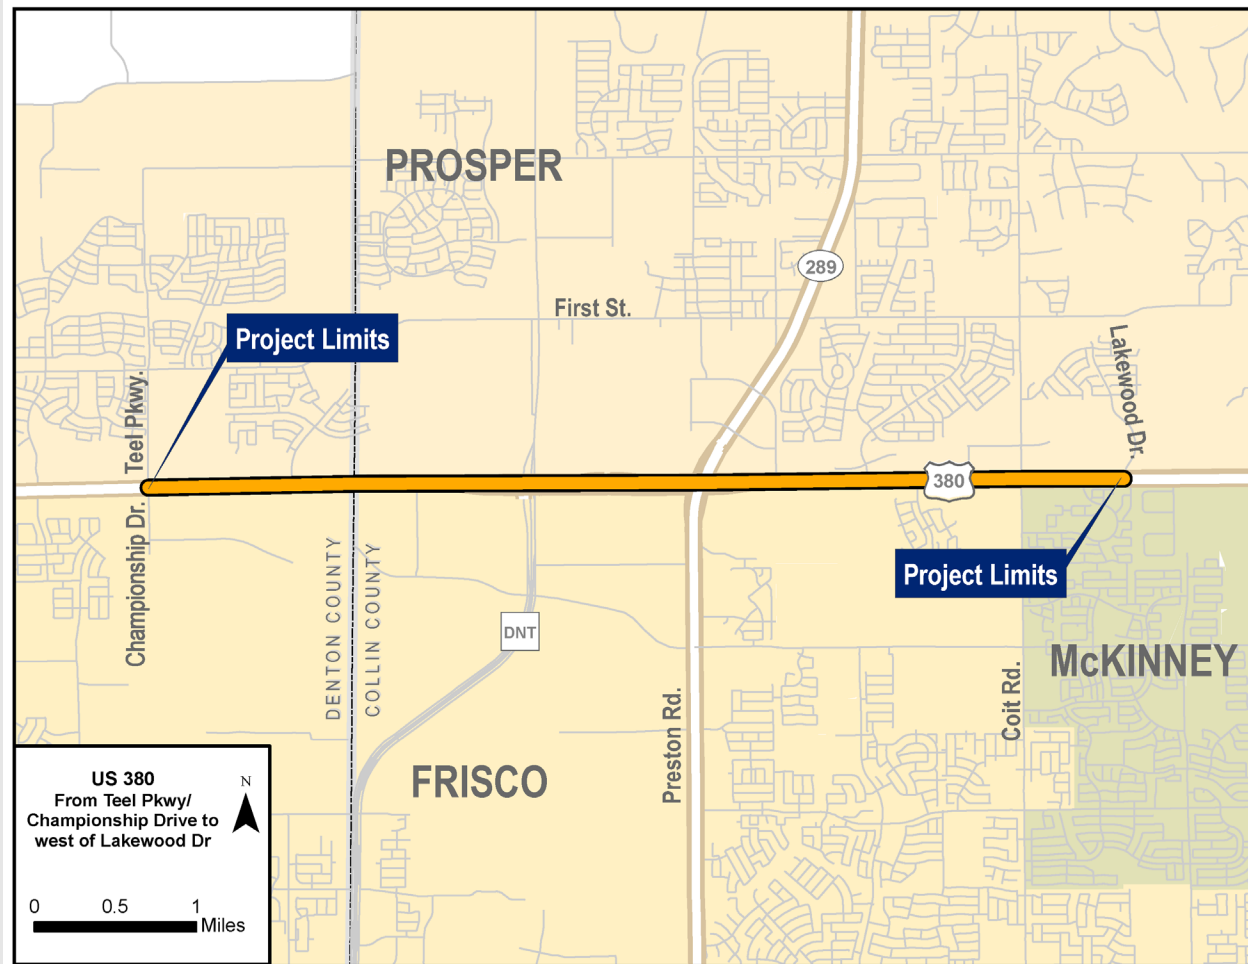 PROSPER
289
First St.
Project Limits
Lakewood Dr.
Teel Pkwy.
Championship Dr.
380
DENTON COUNTY
COLLIN COUNTY
Project Limits
DNT
McKINNEY
Coit Rd.
Preston Rd.
FRISCO
US 380
N
From Teel Pkwy/
Championship Drive to
west of Lakewood Dr
0 0.5 1
Miles